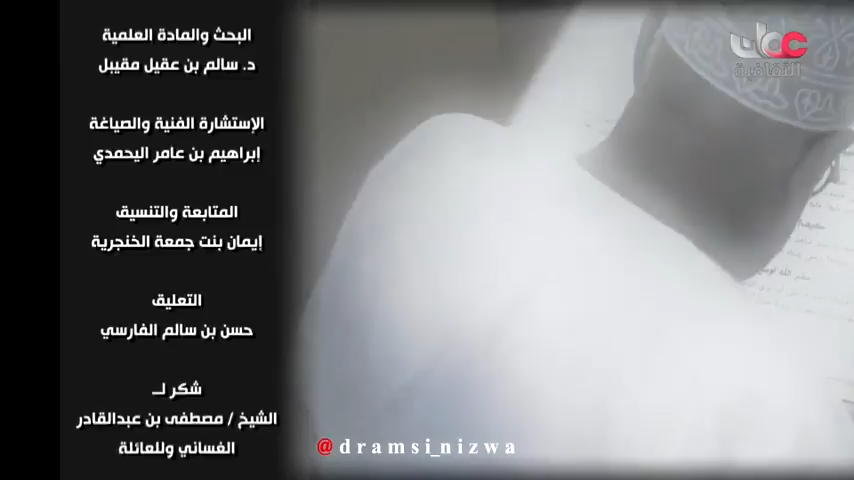 البحث والمادة العلمية
د. سالم بن عقيل مقيبل
الإستشارة الفنية والصياغة
إبراهيم بن عامر اليحمدي
المتابعة والتنسيق
إيمان بنت جمعة الخنجرية
التعليق
حسن بن سالم الفارسي
شكر لـ
الشيخ / مصطفى بن عبدالقادر
الغساني وللعائلة
عمان
الثقافية
@dramsi_nizwa